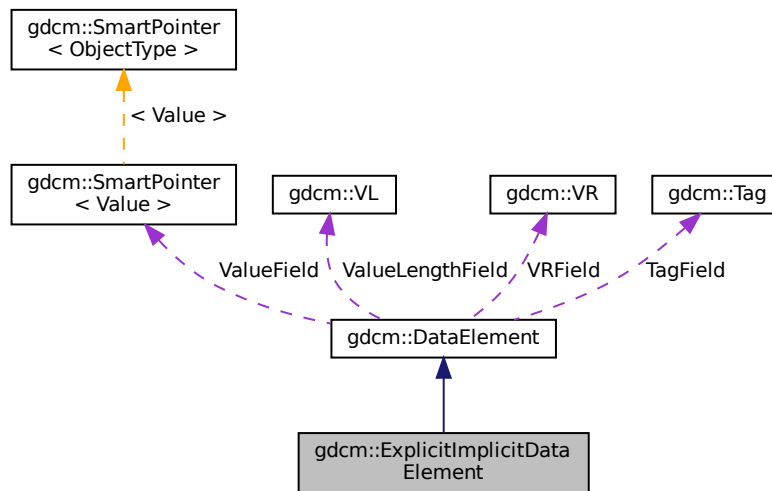 gdcm::SmartPointer
< ObjectType >
< Value >
gdcm::SmartPointer
< Value >
gdcm::VL
gdcm::VR
gdcm::Tag
ValueField
ValueLengthField
VRField
TagField
gdcm::DataElement
gdcm::ExplicitImplicitData
Element